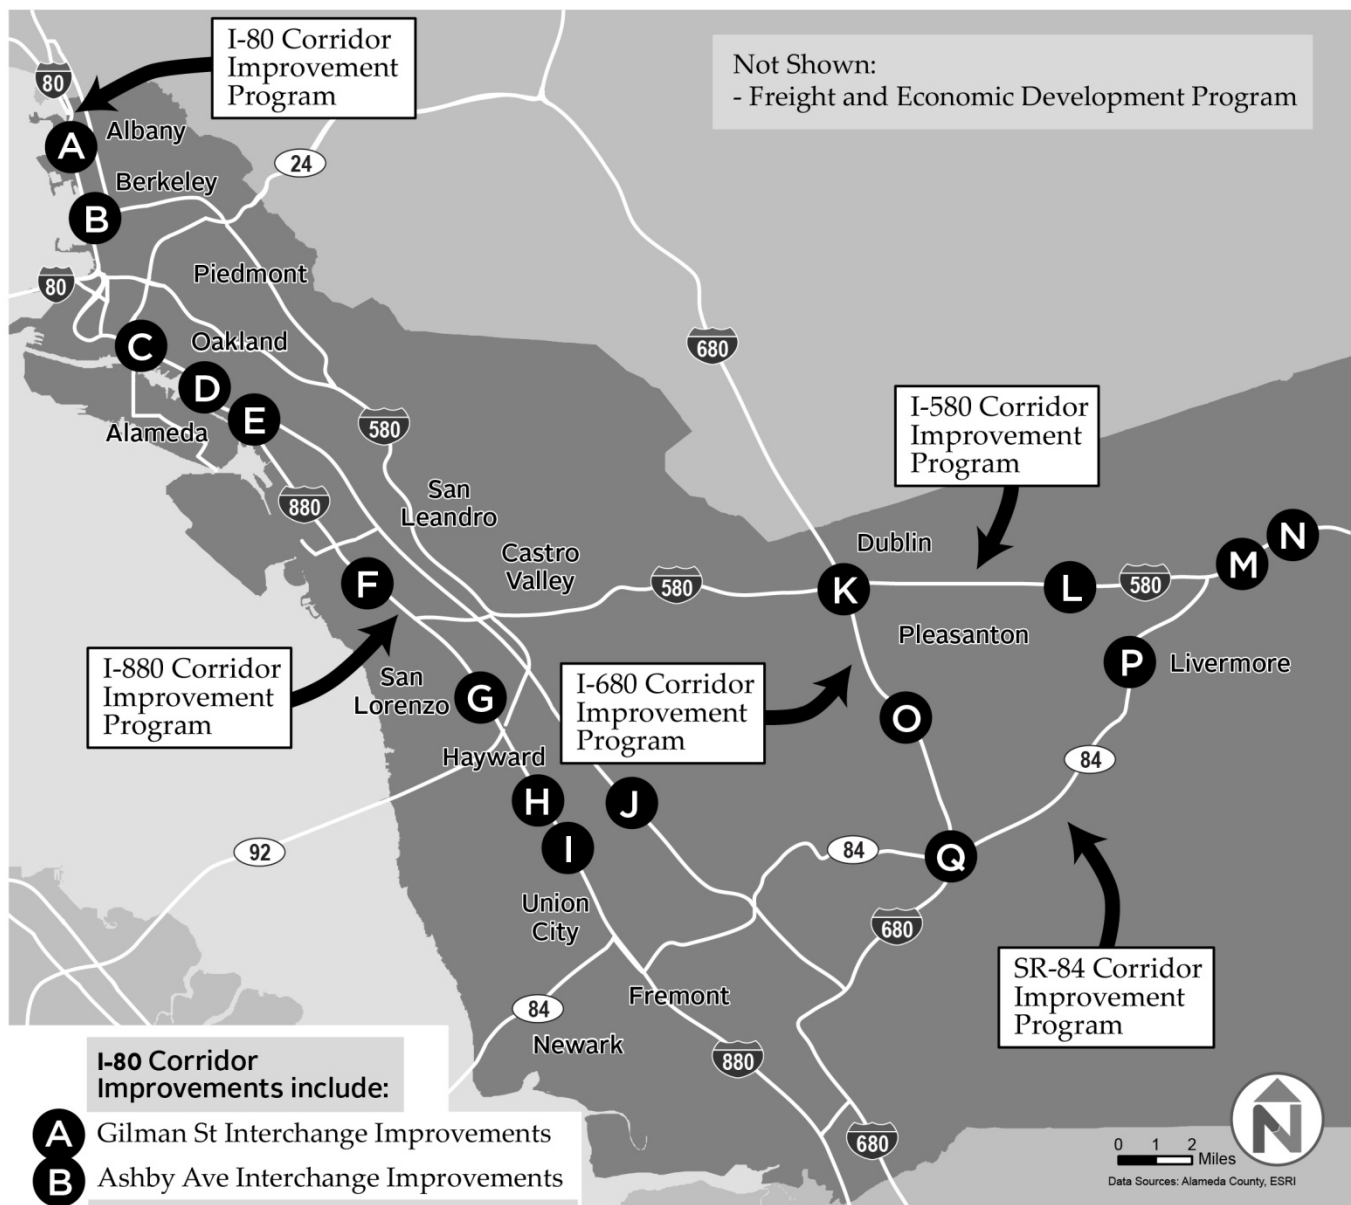 I-80 Corridor
Improvement
Program
Not Shown:
- Freight and Economic Development Program
80
A
Albany
24
Berkeley
B
Piedmont
80
C
Oakland
680
D
E
Alameda
580
I-580 Corridor
Improvement
Program
880
San
Leandro
Castro
Valley
Dublin
N
M
F
580
K
L
580
Pleasanton
P
Livermore
I-880 Corridor
Improvement
Program
San
Lorenzo
G
I-680 Corridor
Improvement
Program
O
Hayward
84
H
J
I
92
84
Q
Union
City
680
SR-84 Corridor
Improvement
Program
Fremont
84
Newark
880
680
I-80 Corridor
Improvements include:
A Gilman St Interchange Improvements
B Ashby Ave Interchange Improvements
N
0 1 2
Miles
Data Sources: Alameda County, ESRI